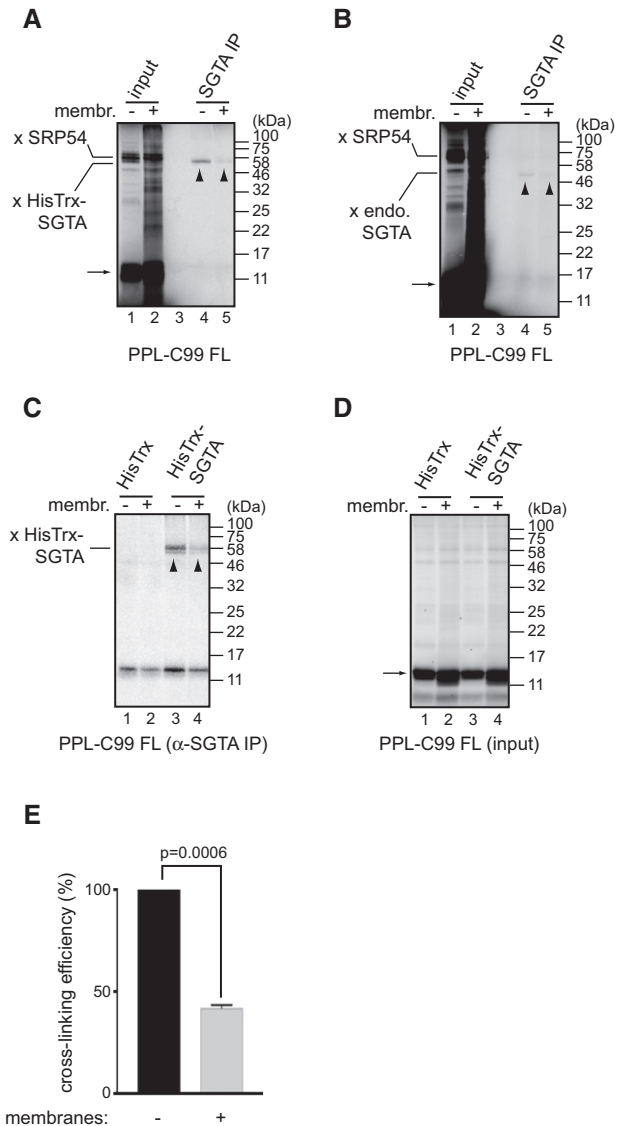 A
input
SGTA IP
membr. - + - +
(kDa)
x SRP54
x HisTrx-
SGTA
100
75
58
46
32
25
22
17
11
1 2 3 4 5
PPL-C99 FL
B
input
SGTA IP
membr. - + - +
(kDa)
x SRP54
x endo.
SGTA
100
75
58
46
32
25
22
17
11
1 2 3 4 5
PPL-C99 FL
C
HisTrx
HisTrx-
SGTA
membr. - + - +
(kDa)
x HisTrx-
SGTA
100
75
58
46
32
25
22
17
11
1 2 3 4
PPL-C99 FL (α-SGTA IP)
D
HisTrx
HisTrx-
SGTA
membr. - + - +
(kDa)
100
75
58
46
32
25
22
17
11
1 2 3 4
PPL-C99 FL (input)
E
p=0.0006
cross-linking efficiency (%)
100
50
0
membranes: - +